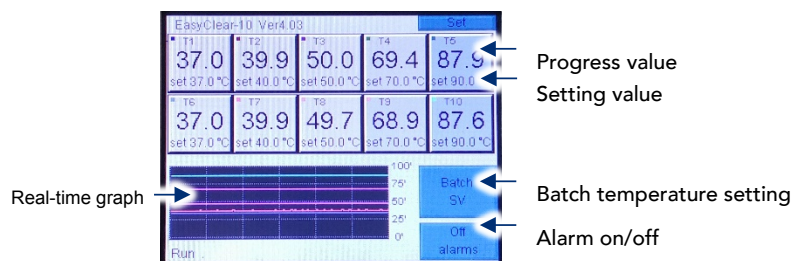 EasyClear-10 Ver4.03 Set
T1 T2 T3 T4 T5
37.0 39.9 50.0 69.4 87.9
set 37.0 °C set 40.0 °C set 50.0 °C set 70.0 °C set 90.0
T6 T7 T8 T9 T10
37.0 39.9 49.7 68.9 87.6
set 37.0 °C set 40.0 °C set 50.0 °C set 70.0 °C set 90.0 °C
100'
75'
50'
25'
0'
Batch
SV
Off
alarms
Run
Progress value
Setting value
Real-time graph
Batch temperature setting
Alarm on/off